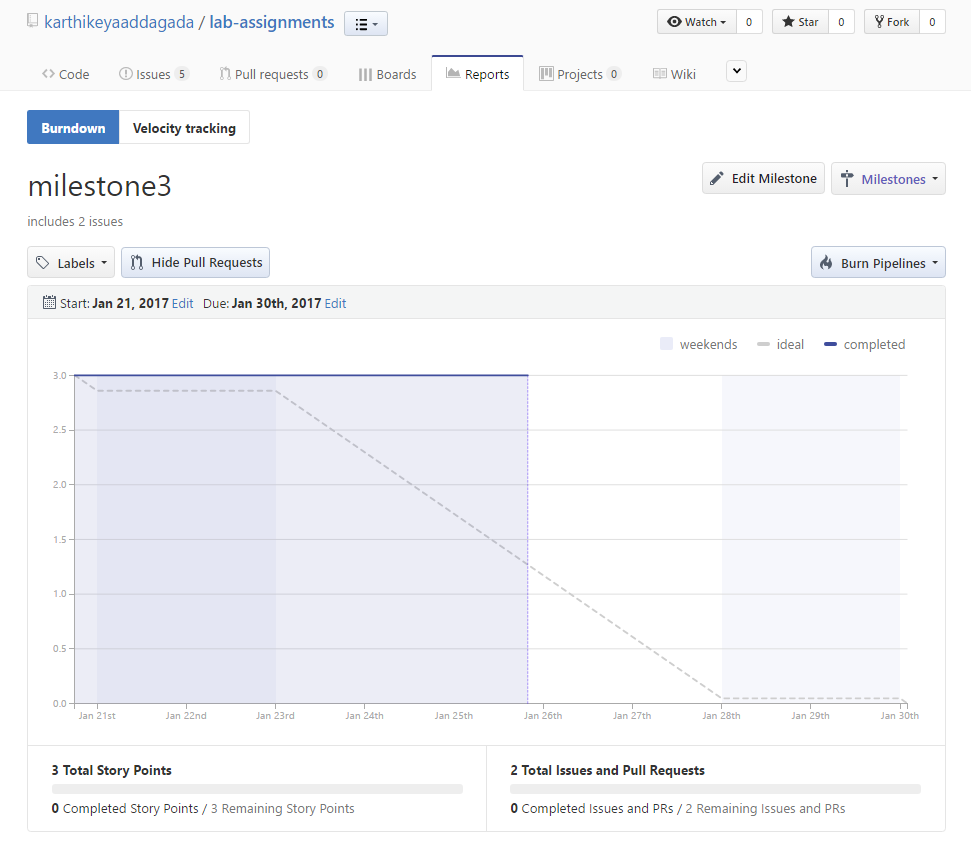 karthikeyaaddagada / lab-assignments
Watch 0 Star 0 Fork 0
Code Issues 5 Pull requests 0 Boards Reports Projects 0 Wiki
Burndown Velocity tracking
milestone3
Edit Milestone Milestones
includes 2 issues
Labels Hide Pull Requests Burn Pipelines
Start: Jan 21, 2017 Edit Due: Jan 30th, 2017 Edit
weekends ideal completed
3.0
2.5
2.0
1.5
1.0
0.5
0.0
Jan 21st Jan 22nd Jan 23rd Jan 24th Jan 25th Jan 26th Jan 27th Jan 28th Jan 29th Jan 30th
3 Total Story Points
0 Completed Story Points / 3 Remaining Story Points
2 Total Issues and Pull Requests
0 Completed Issues and PRs / 2 Remaining Issues and PRs